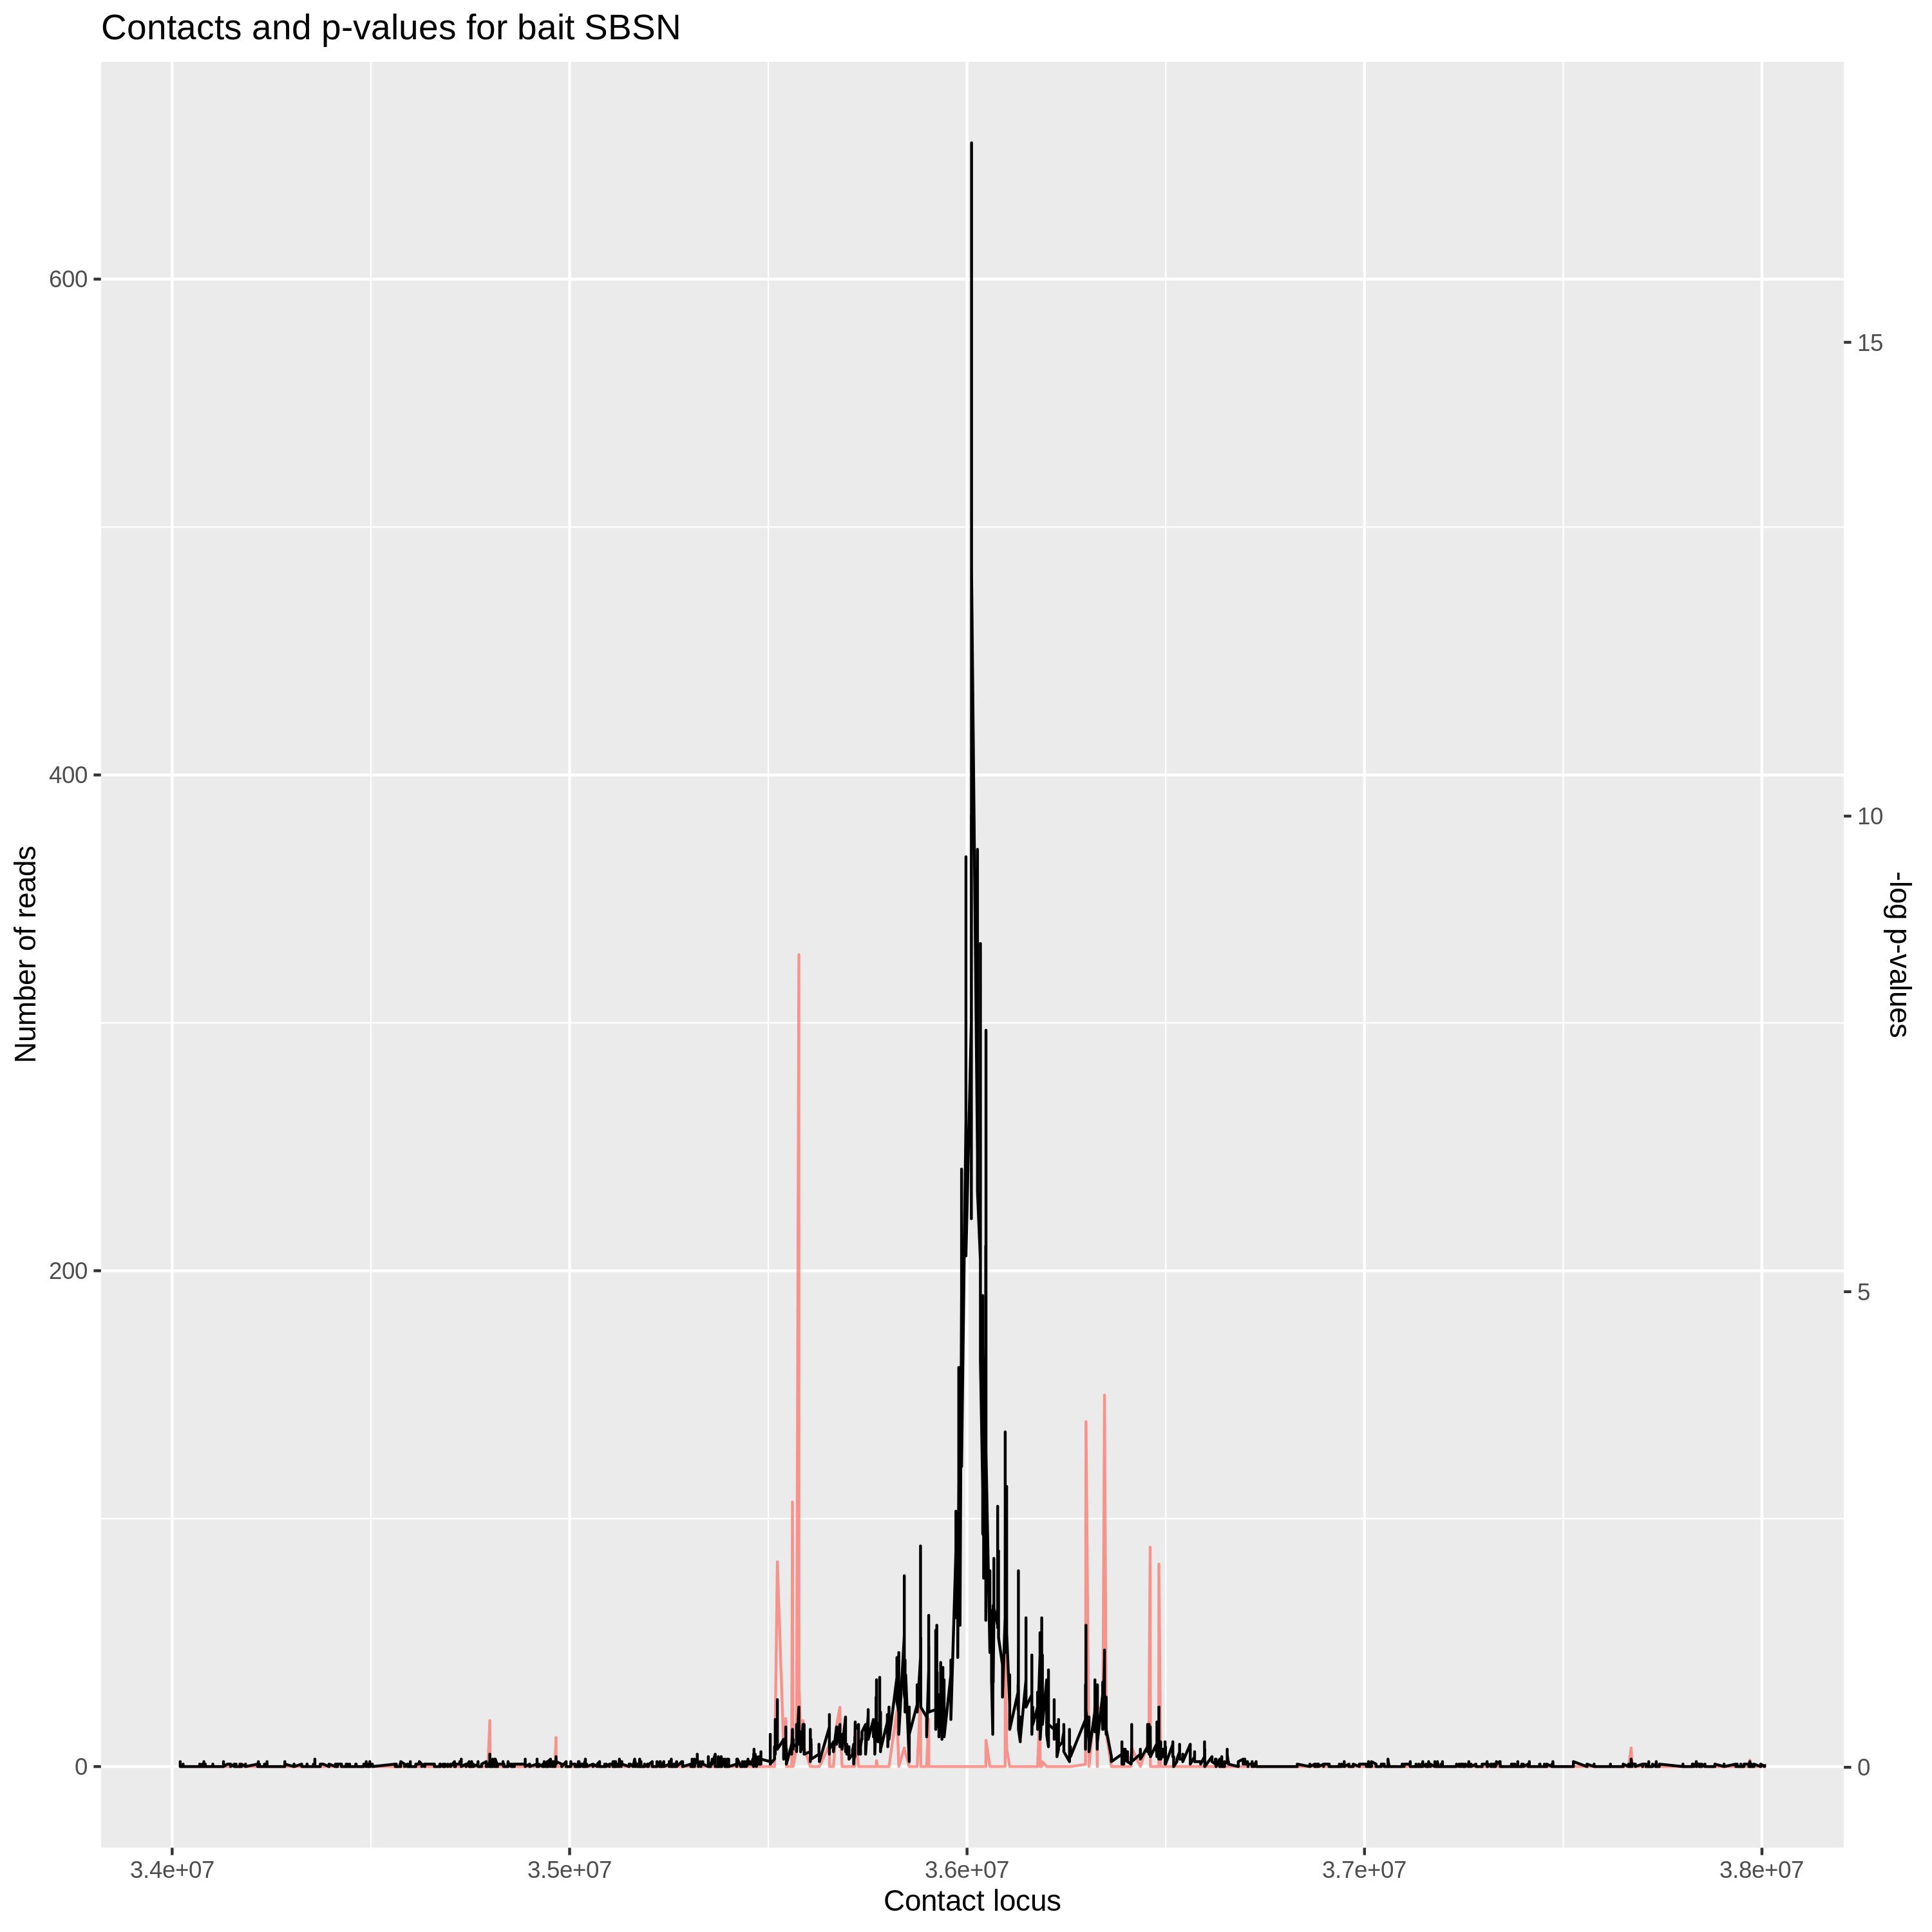 Contacts and p-values for bait SBSN
600
400
200
0
Number of reads
15
10
5
0
-log p-values
3.4e+07
3.5e+07
3.6e+07
3.7e+07
3.8e+07
Contact locus